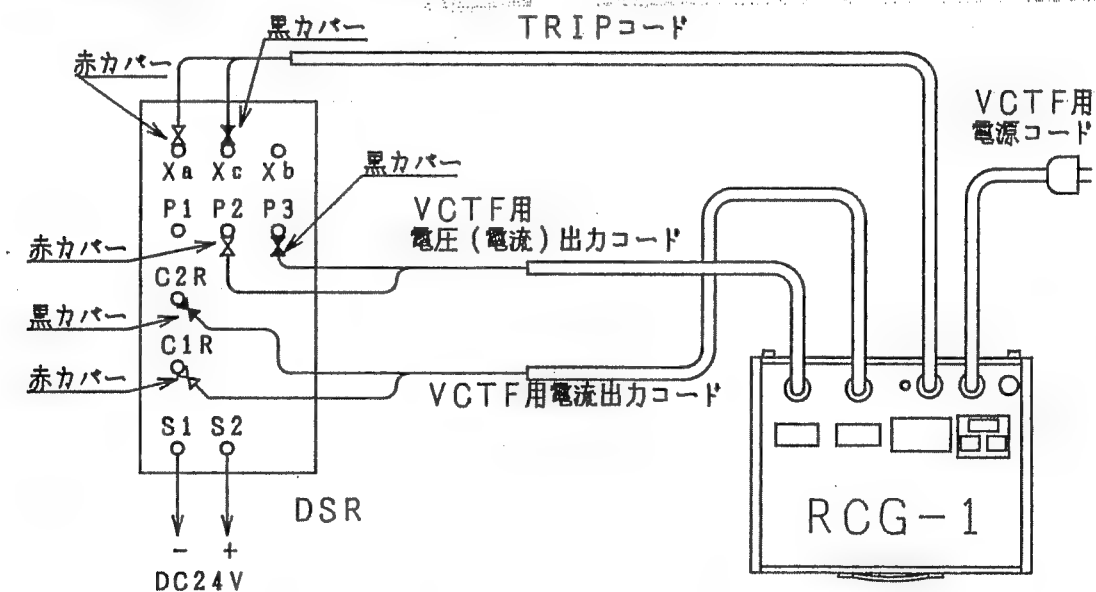 黒カバー
TRIPコード
赤カバー
VCTF用
電源コード
Xa Xc Xb
黒カバー
P1 P2 P3
VCTF用
電圧(電流)出力コード
赤カバー
C2R
黒カバー
C1R
赤カバー
VCTF用電流出力コード
S1 S2
DSR
RCG-1
- +
DC24V